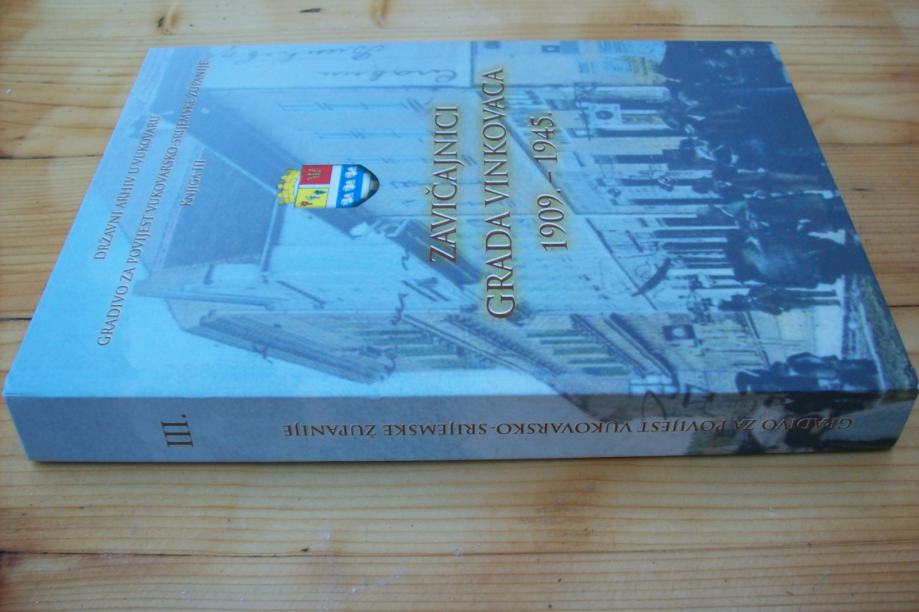 DRŽAVNI ARHIV U VUKOVARU
GRADIVO ZA POVIJEST VUKOVARSKO-SRIJEMSKE ŽUPANIJE
KNJIGA III
ZAVIČAJNICI
GRADA VINKOVACA
1909. – 1945.
III.
GRADIVO ZA POVIJEST VUKOVARSKO-SRIJEMSKE ŽUPANIJE